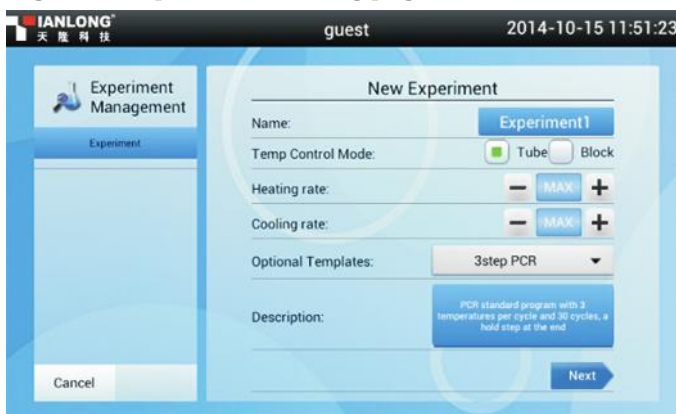 TIANLONG
天隆科技
guest
2014-10-15 11:51:23
Experiment
Management
Experiment
Cancel
New Experiment
Name:
Experiment1
Temp Control Mode:
Tube
Block
Heating rate:
− MAX +
Cooling rate:
− MAX +
Optional Templates:
3step PCR
Description:
PCR standard program with 3
temperatures per cycle and 30 cycles, a
hold step at the end
Next